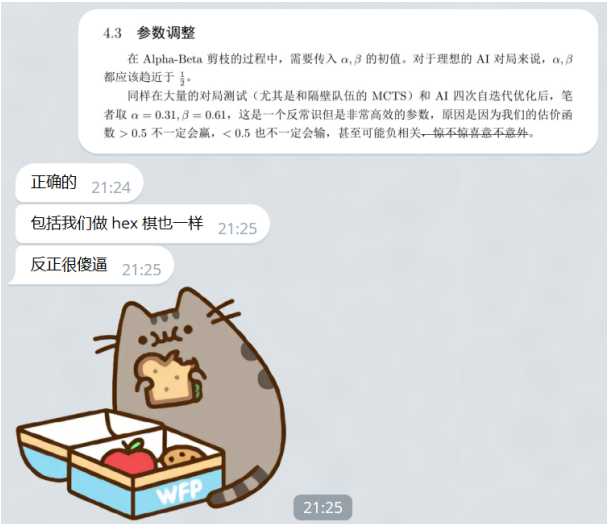 4.3 参数调整
在 Alpha-Beta 剪枝的过程中，需要传入 α, β 的初值。对于理想的 AI 对局来说，α, β
都应该趋近于 1/2。
同样在大量的对局测试（尤其是和隔壁队伍的 MCTS）和 AI 四次自迭代优化后，笔
者取 α = 0.31, β = 0.61，这是一个反常识但是非常高效的参数，原因是因为我们的估价函
数 > 0.5 不一定会赢，< 0.5 也不一定会输，甚至可能负相关，惊不惊喜意不意外。
正确的 21:24
包括我们做 hex 棋也一样 21:25
反正很傻逼 21:25
WFP
21:25